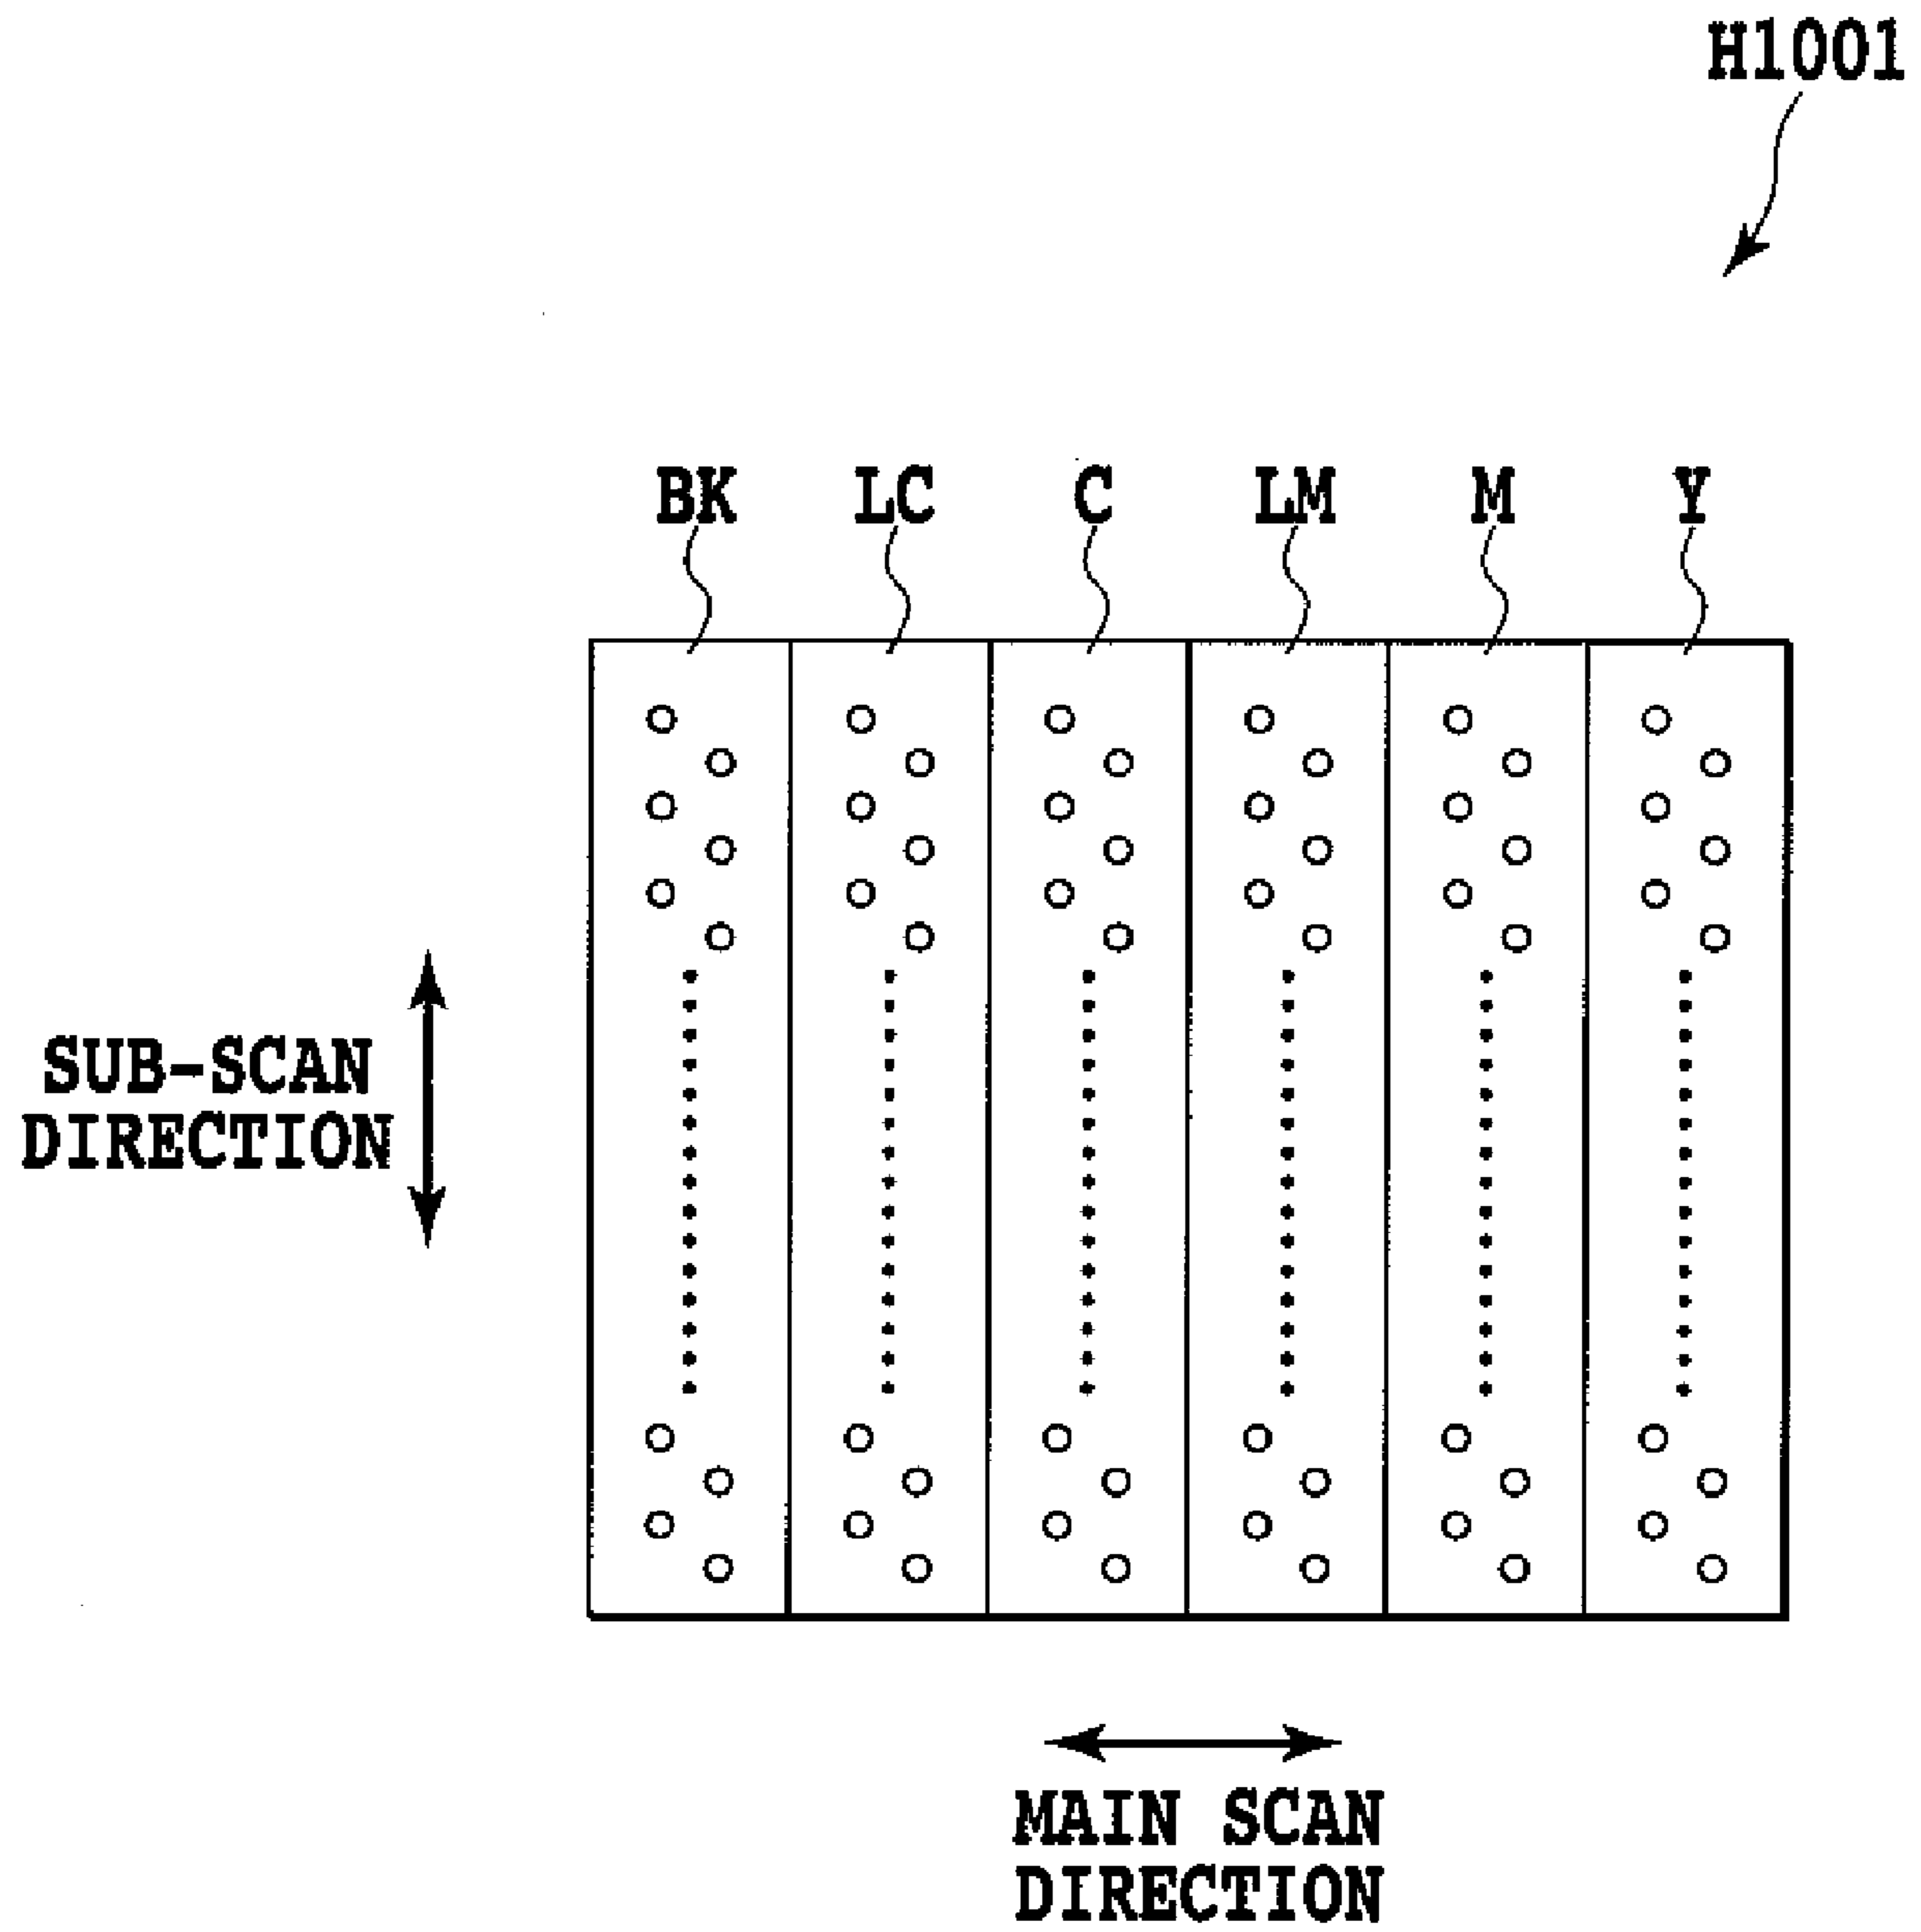 H1001
BK LC C LM M Y
SUB-SCAN
DIRECTION
MAIN SCAN
DIRECTION